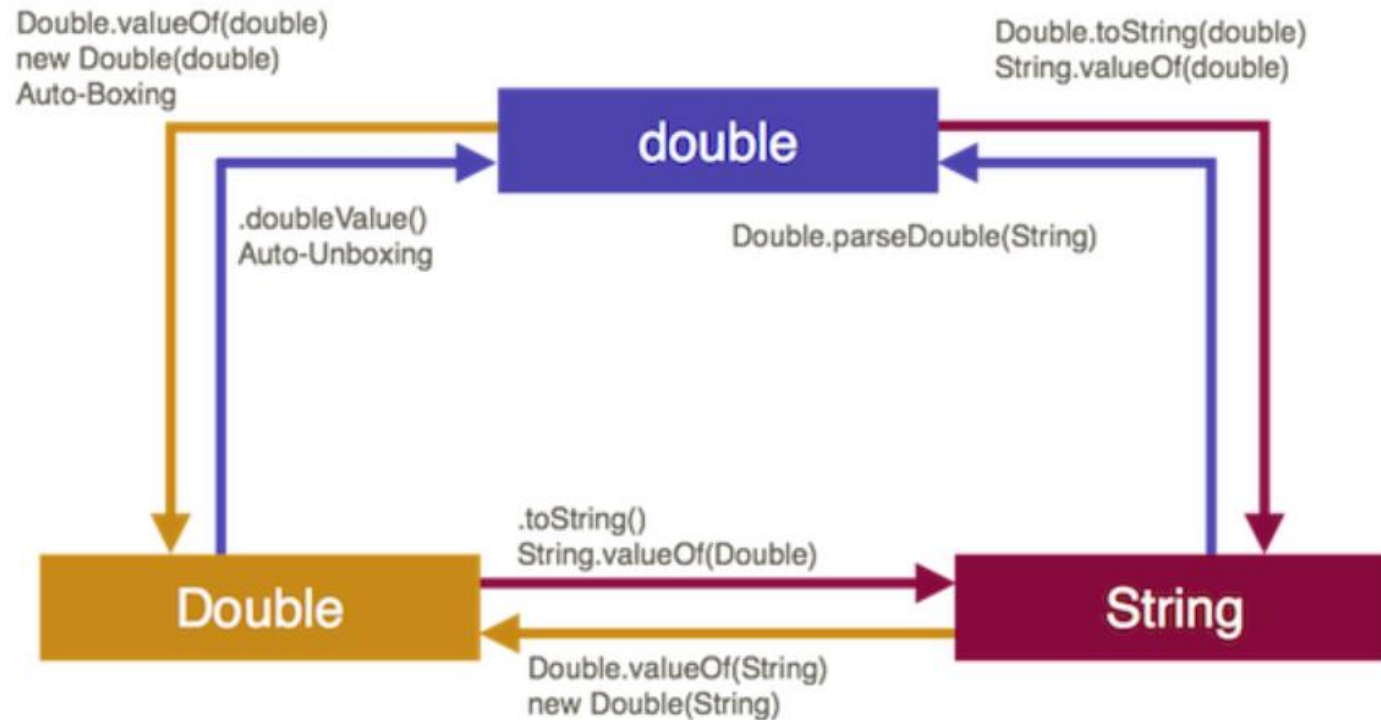 Double.valueOf(double)
new Double(double)
Auto-Boxing
Double.toString(double)
String.valueOf(double)
double
.doubleValue()
Auto-Unboxing
Double.parseDouble(String)
.toString()
String.valueOf(Double)
Double
String
Double.valueOf(String)
new Double(String)